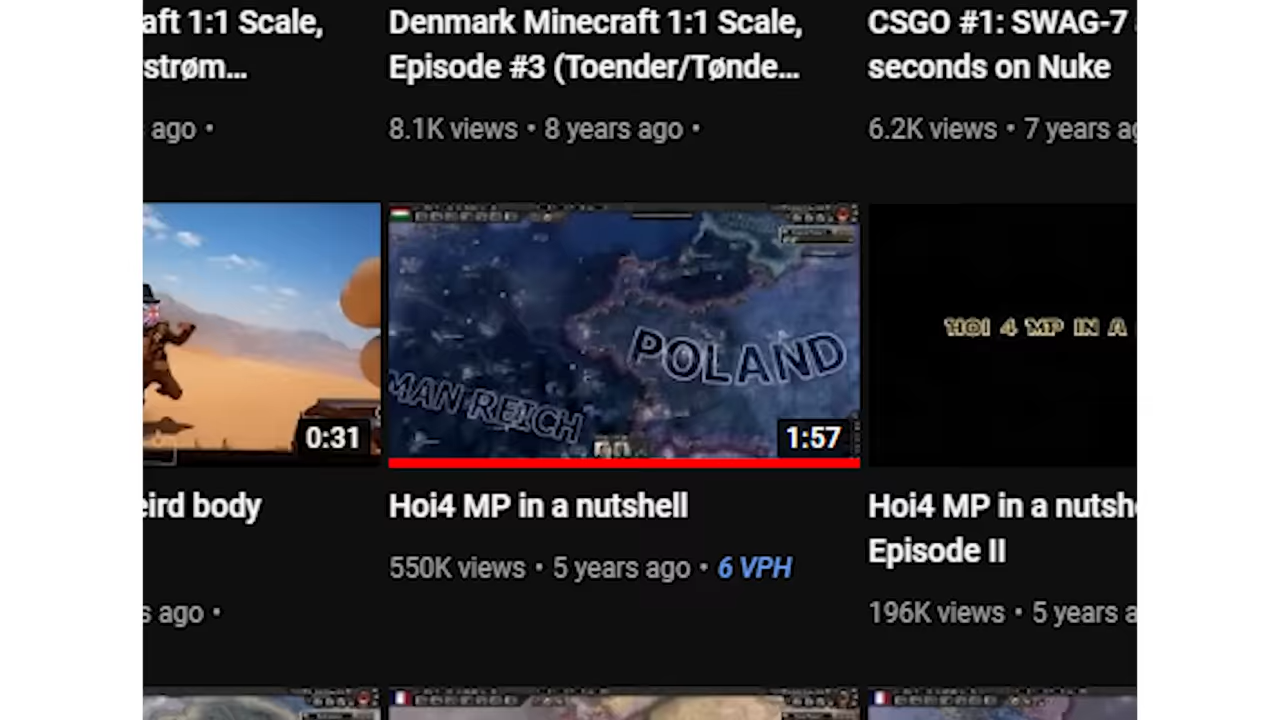 aft 1:1 Scale,
strøm...
ago •
Denmark Minecraft 1:1 Scale,
Episode #3 (Toender/Tønde...
8.1K views • 8 years ago •
CSGO #1: SWAG-7
seconds on Nuke
6.2K views • 7 years ag
0:31
POLAND
MAN REICH
1:57
HOI 4 MP IN A
eird body
s ago •
Hoi4 MP in a nutshell
550K views • 5 years ago • 6 VPH
Hoi4 MP in a nutshe
Episode II
196K views • 5 years a